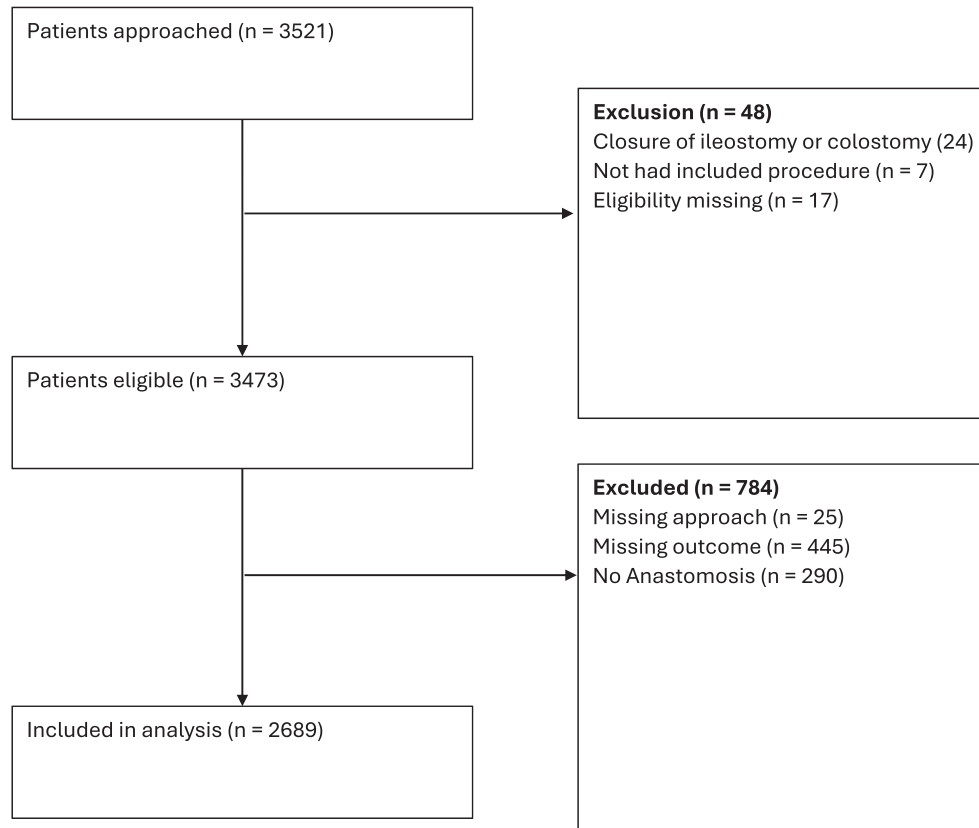 Patients approached (n = 3521)
Exclusion (n = 48)
Closure of ileostomy or colostomy (24)
Not had included procedure (n = 7)
Eligibility missing (n = 17)
Patients eligible (n = 3473)
Excluded (n = 784)
Missing approach (n = 25)
Missing outcome (n = 445)
No Anastomosis (n = 290)
Included in analysis (n = 2689)